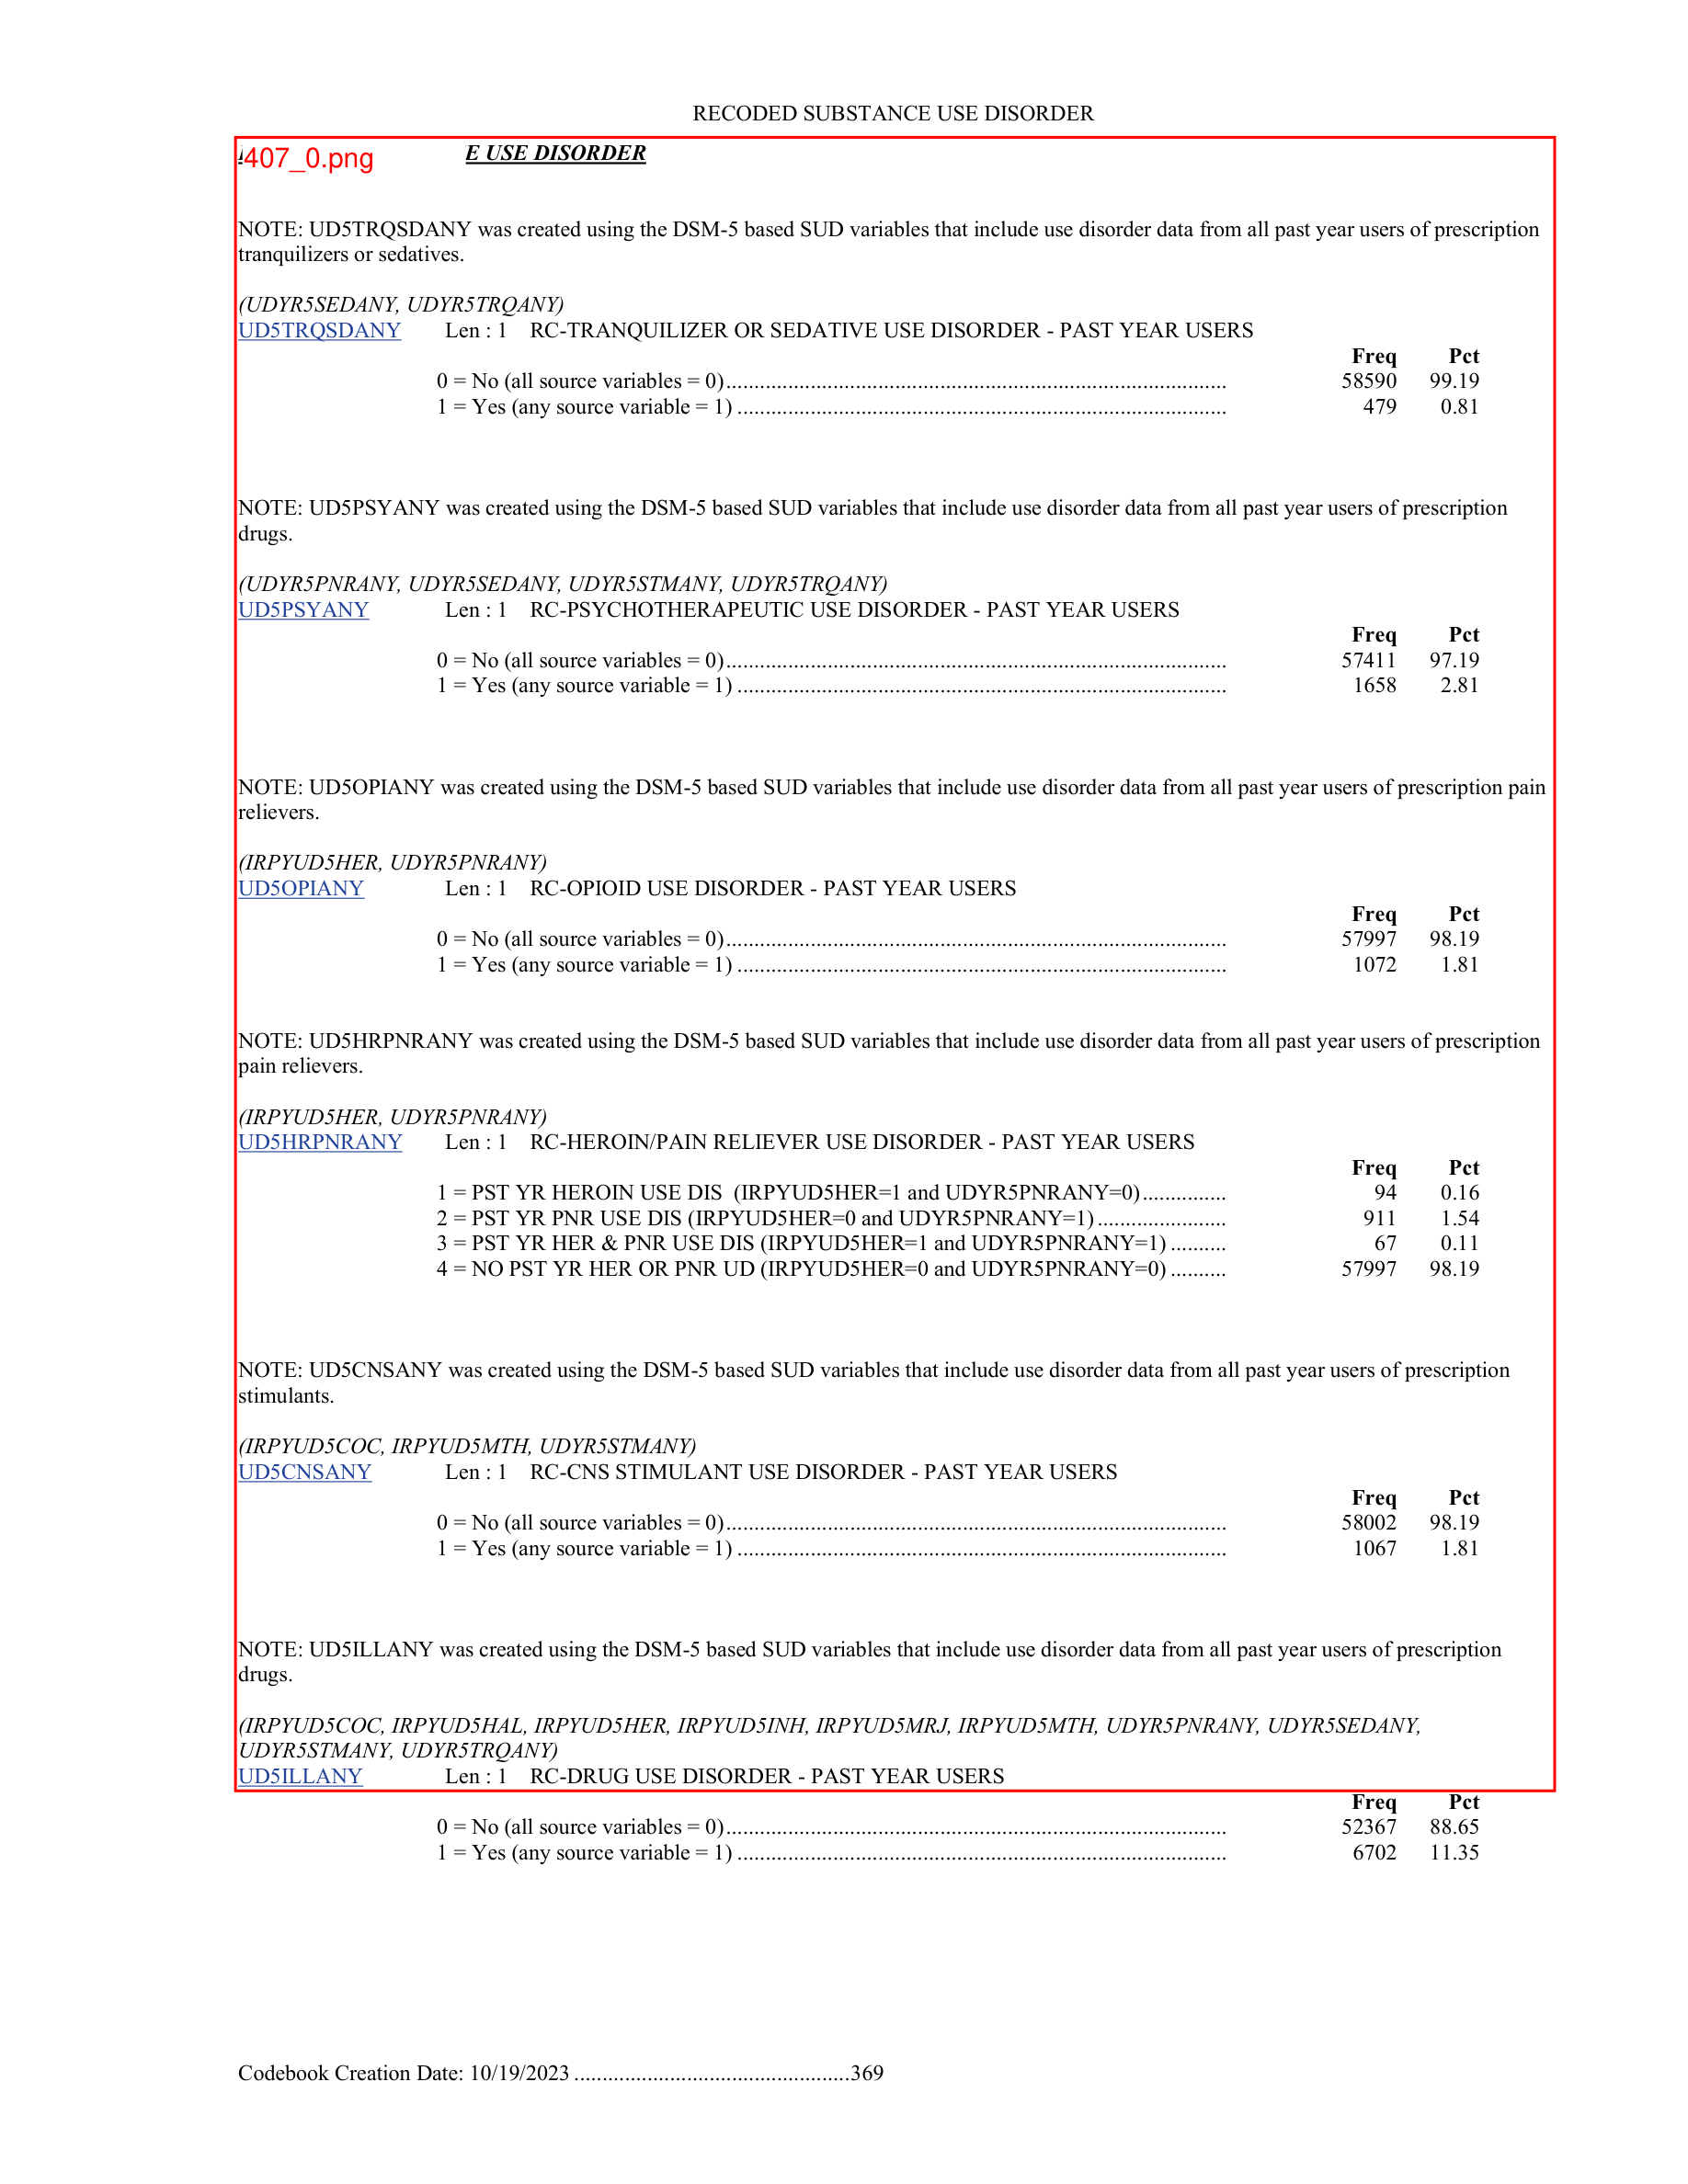 RECODED SUBSTANCE USE DISORDER
407_0.png E USE DISORDER
NOTE: UD5TRQSDANY was created using the DSM-5 based SUD variables that include use disorder data from all past year users of prescription
tranquilizers or sedatives.
(UDYR5SEDANY, UDYR5TRQANY)
UD5TRQSDANY Len : 1 RC-TRANQUILIZER OR SEDATIVE USE DISORDER - PAST YEAR USERS
Freq Pct
0 = No (all source variables = 0)......................................................................................... 58590 99.19
1 = Yes (any source variable = 1) ....................................................................................... 479 0.81
NOTE: UD5PSYANY was created using the DSM-5 based SUD variables that include use disorder data from all past year users of prescription
drugs.
(UDYR5PNRANY, UDYR5SEDANY, UDYR5STMANY, UDYR5TRQANY)
UD5PSYANY Len : 1 RC-PSYCHOTHERAPEUTIC USE DISORDER - PAST YEAR USERS
Freq Pct
0 = No (all source variables = 0)......................................................................................... 57411 97.19
1 = Yes (any source variable = 1) ....................................................................................... 1658 2.81
NOTE: UD5OPIANY was created using the DSM-5 based SUD variables that include use disorder data from all past year users of prescription pain
relievers.
(IRPYUD5HER, UDYR5PNRANY)
UD5OPIANY Len : 1 RC-OPIOID USE DISORDER - PAST YEAR USERS
Freq Pct
0 = No (all source variables = 0)......................................................................................... 57997 98.19
1 = Yes (any source variable = 1) ....................................................................................... 1072 1.81
NOTE: UD5HRPNRANY was created using the DSM-5 based SUD variables that include use disorder data from all past year users of prescription
pain relievers.
(IRPYUD5HER, UDYR5PNRANY)
UD5HRPNRANY Len : 1 RC-HEROIN/PAIN RELIEVER USE DISORDER - PAST YEAR USERS
Freq Pct
1 = PST YR HEROIN USE DIS (IRPYUD5HER=1 and UDYR5PNRANY=0)............... 94 0.16
2 = PST YR PNR USE DIS (IRPYUD5HER=0 and UDYR5PNRANY=1)....................... 911 1.54
3 = PST YR HER & PNR USE DIS (IRPYUD5HER=1 and UDYR5PNRANY=1) .......... 67 0.11
4 = NO PST YR HER OR PNR UD (IRPYUD5HER=0 and UDYR5PNRANY=0) .......... 57997 98.19
NOTE: UD5CNSANY was created using the DSM-5 based SUD variables that include use disorder data from all past year users of prescription
stimulants.
(IRPYUD5COC, IRPYUD5MTH, UDYR5STMANY)
UD5CNSANY Len : 1 RC-CNS STIMULANT USE DISORDER - PAST YEAR USERS
Freq Pct
0 = No (all source variables = 0)......................................................................................... 58002 98.19
1 = Yes (any source variable = 1) ....................................................................................... 1067 1.81
NOTE: UD5ILLANY was created using the DSM-5 based SUD variables that include use disorder data from all past year users of prescription
drugs.
(IRPYUD5COC, IRPYUD5HAL, IRPYUD5HER, IRPYUD5INH, IRPYUD5MRJ, IRPYUD5MTH, UDYR5PNRANY, UDYR5SEDANY,
UDYR5STMANY, UDYR5TRQANY)
UD5ILLANY Len : 1 RC-DRUG USE DISORDER - PAST YEAR USERS
Freq Pct
0 = No (all source variables = 0)......................................................................................... 52367 88.65
1 = Yes (any source variable = 1) ....................................................................................... 6702 11.35
Codebook Creation Date: 10/19/2023 .................................................369